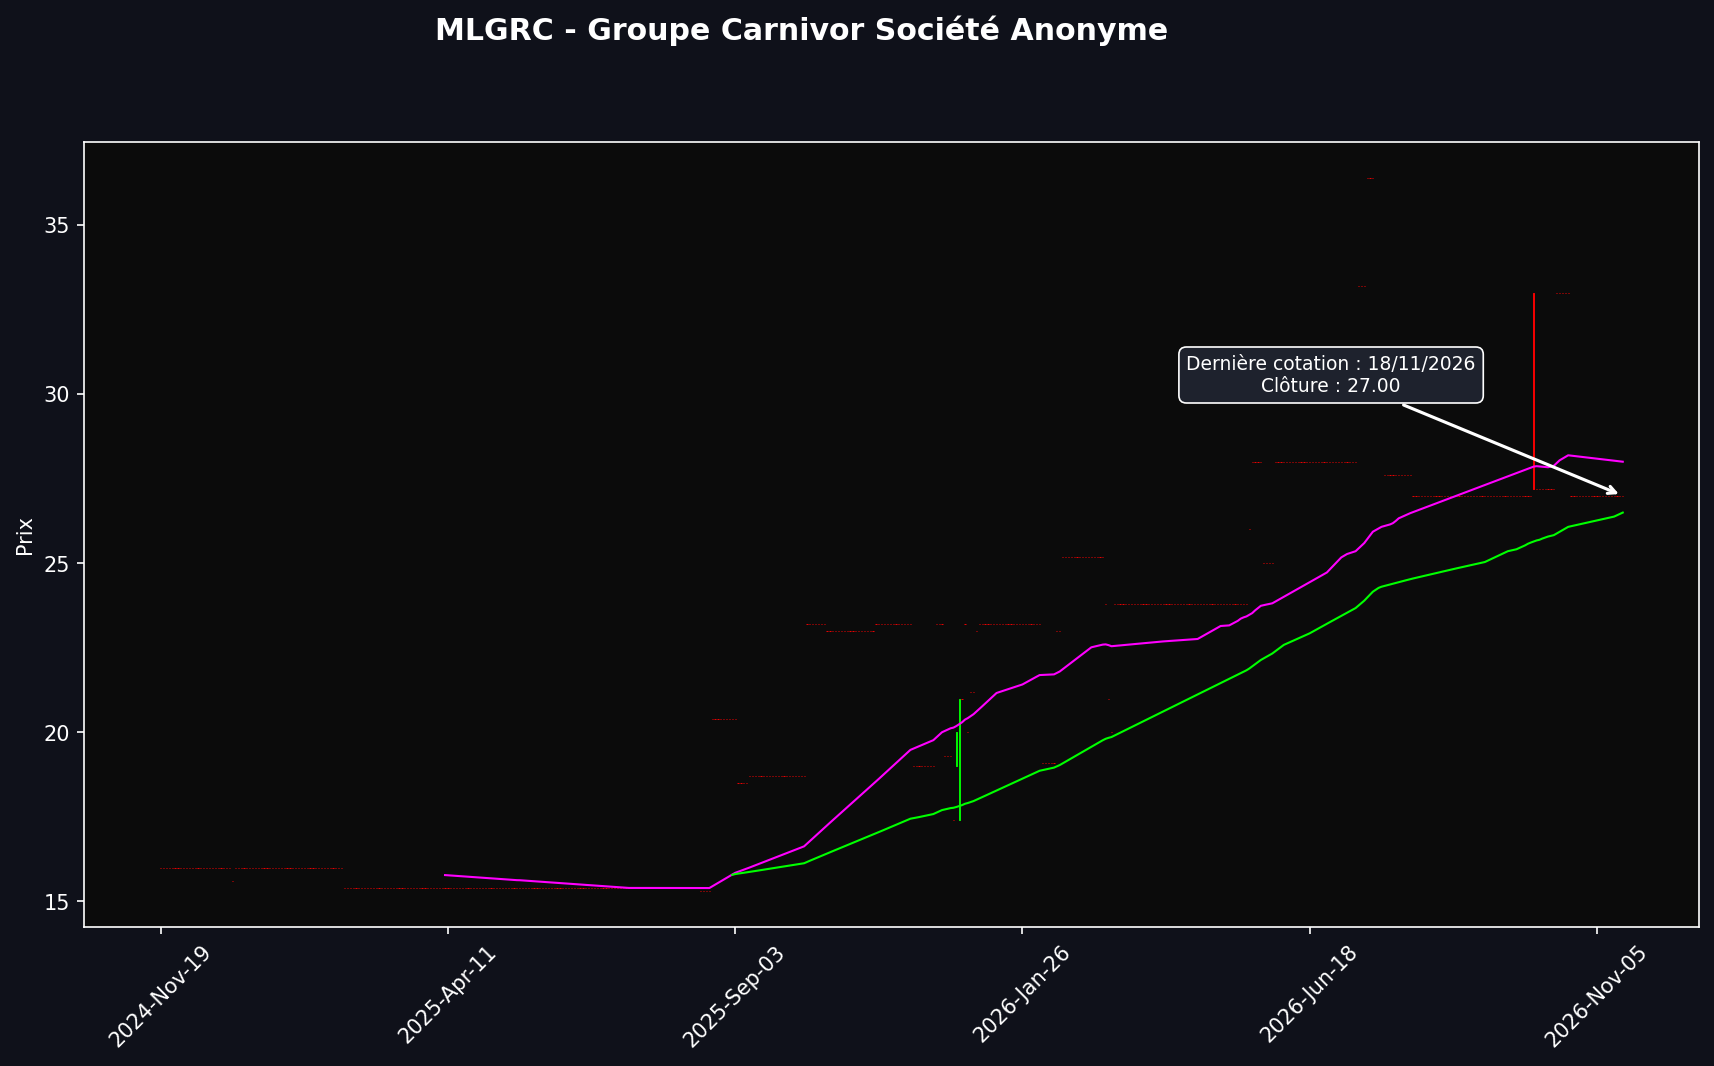 MLGRC - Groupe Carnivor Société Anonyme
Prix
35
30
25
20
15
Dernière cotation : 18/11/2026
Clôture : 27.00
2024-Nov-19
2025-Apr-11
2025-Sep-03
2026-Jan-26
2026-Jun-18
2026-Nov-05